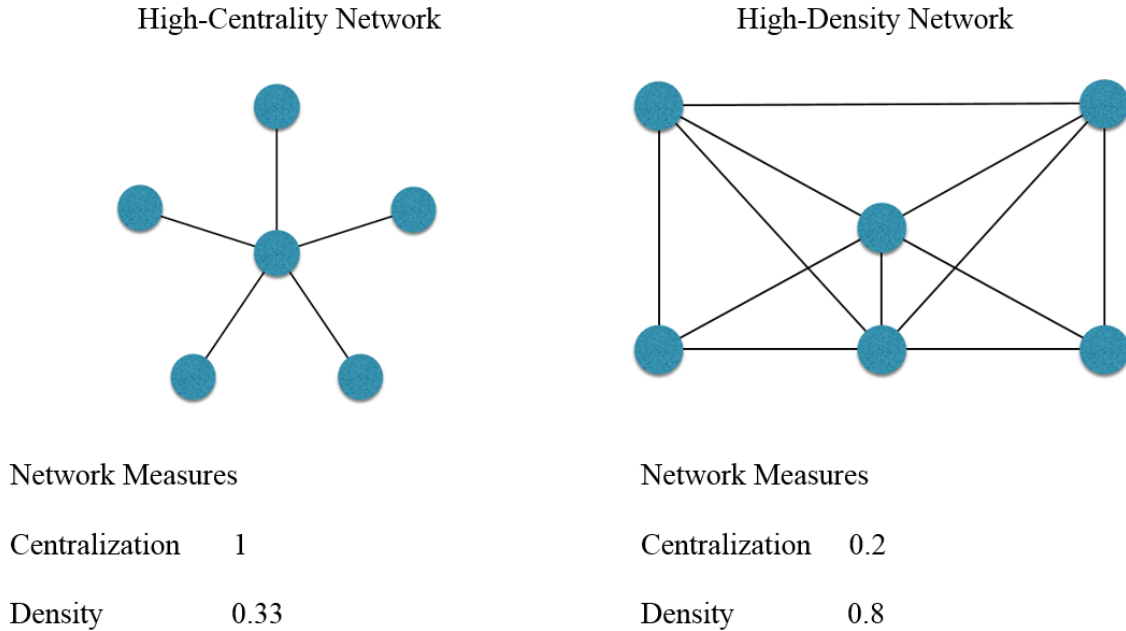 High-Centrality Network
High-Density Network
Network Measures
Centralization 1
Density 0.33
Network Measures
Centralization 0.2
Density 0.8